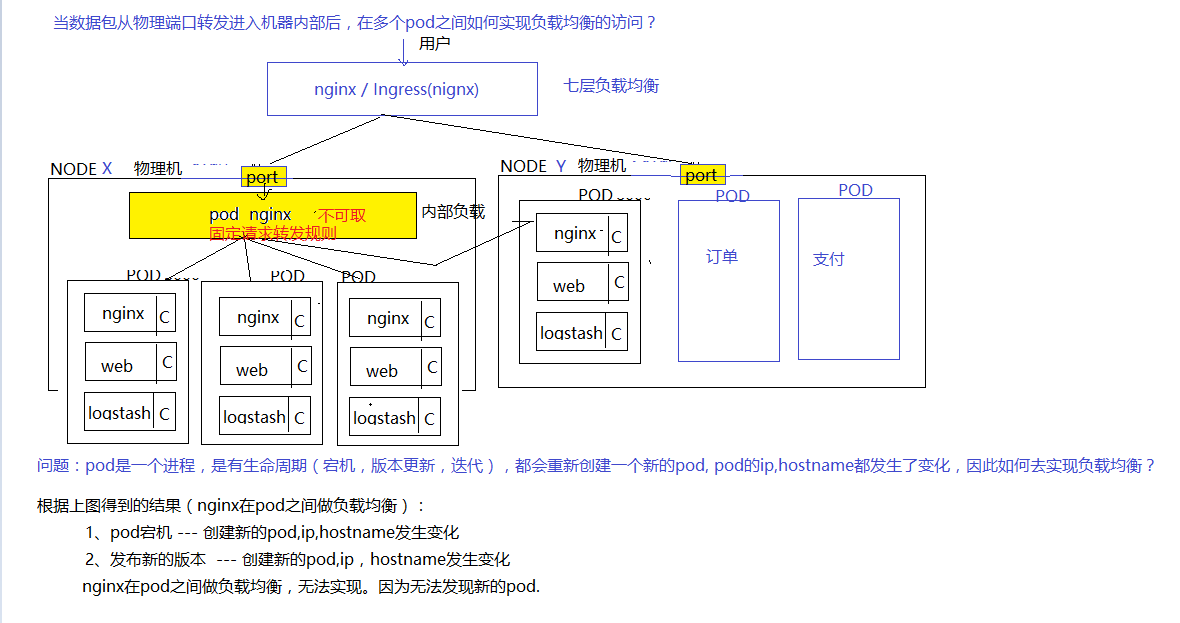 当数据包从物理端口转发进入机器内部后，在多个pod之间如何实现负载均衡的访问？
用户
nginx / Ingress(nignx)
七层负载均衡
NODE X 物理机
port
pod nginx 不可取
固定请求转发规则
内部负载
POD
nginx C
web C
logstash C
POD
nginx C
web C
logstash C
POD
nginx C
web C
logstash C
NODE Y 物理机
port
POD
nginx C
web C
logstash C
POD
订单
POD
支付
问题：pod是一个进程，是有生命周期（宕机，版本更新，迭代），都会重新创建一个新的pod, pod的ip,hostname都发生了变化，因此如何去实现负载均衡？
根据上图得到的结果（nginx在pod之间做负载均衡）：
1、pod宕机 --- 创建新的pod,ip,hostname发生变化
2、发布新的版本 --- 创建新的pod,ip，hostname发生变化
nginx在pod之间做负载均衡，无法实现。因为无法发现新的pod.